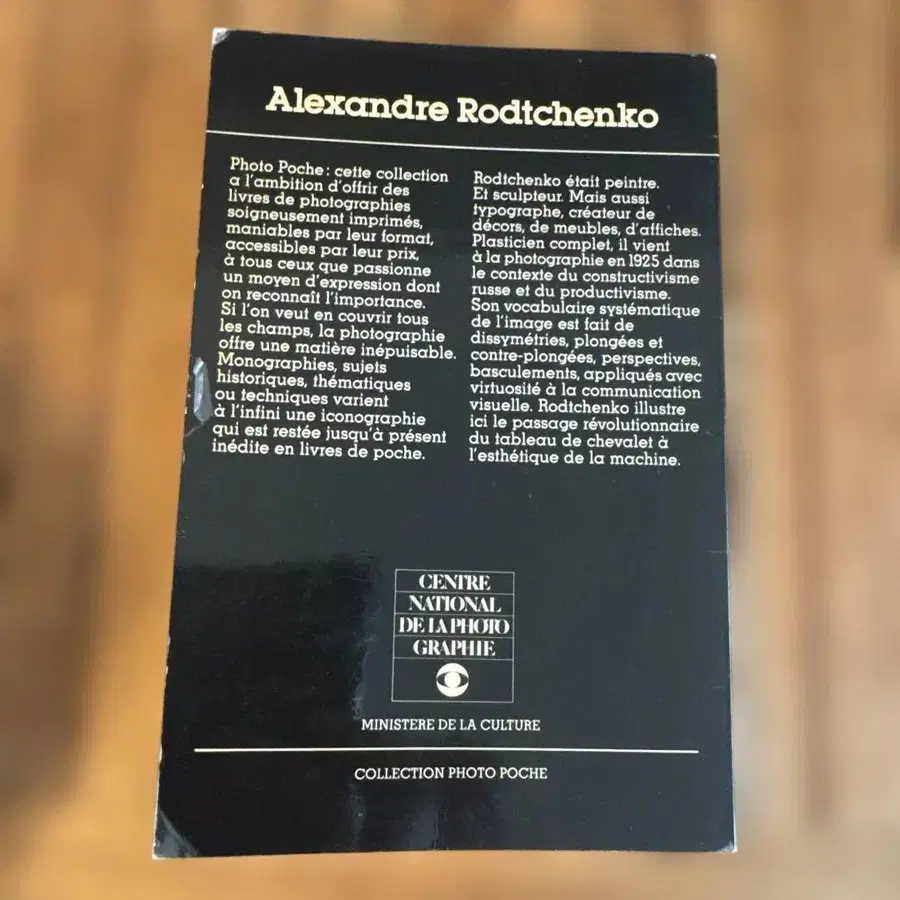 Alexandre Rodtchenko
Photo Poche : cette collection
a l'ambition d'offrir des
livres de photographies
soigneusement imprimés,
maniables par leur format,
accessibles par leur prix,
à tous ceux que passionne
un moyen d'expression dont
on reconnaît l'importance.
Si l'on veut en couvrir tous
les champs, la photographie
offre une matière inépuisable.
Monographies, sujets
historiques, thématiques
ou techniques varient
à l'infini une iconographie
qui est restée jusqu'à présent
inédite en livres de poche.
Rodtchenko était peintre.
Et sculpteur. Mais aussi
typographe, créateur de
décors, de meubles, d'affiches.
Plasticien complet, il vient
à la photographie en 1925 dans
le contexte du constructivisme
russe et du productivisme.
Son vocabulaire systématique
de l'image est fait de
dissymétries, plongées et
contre-plongées, perspectives,
basculements, appliqués avec
virtuosité à la communication
visuelle. Rodtchenko illustre
ici le passage révolutionnaire
du tableau de chevalet à
l'esthétique de la machine.
CENTRE
NATIONAL
DE LA PHOTO
GRAPHIE
MINISTERE DE LA CULTURE
COLLECTION PHOTO POCHE